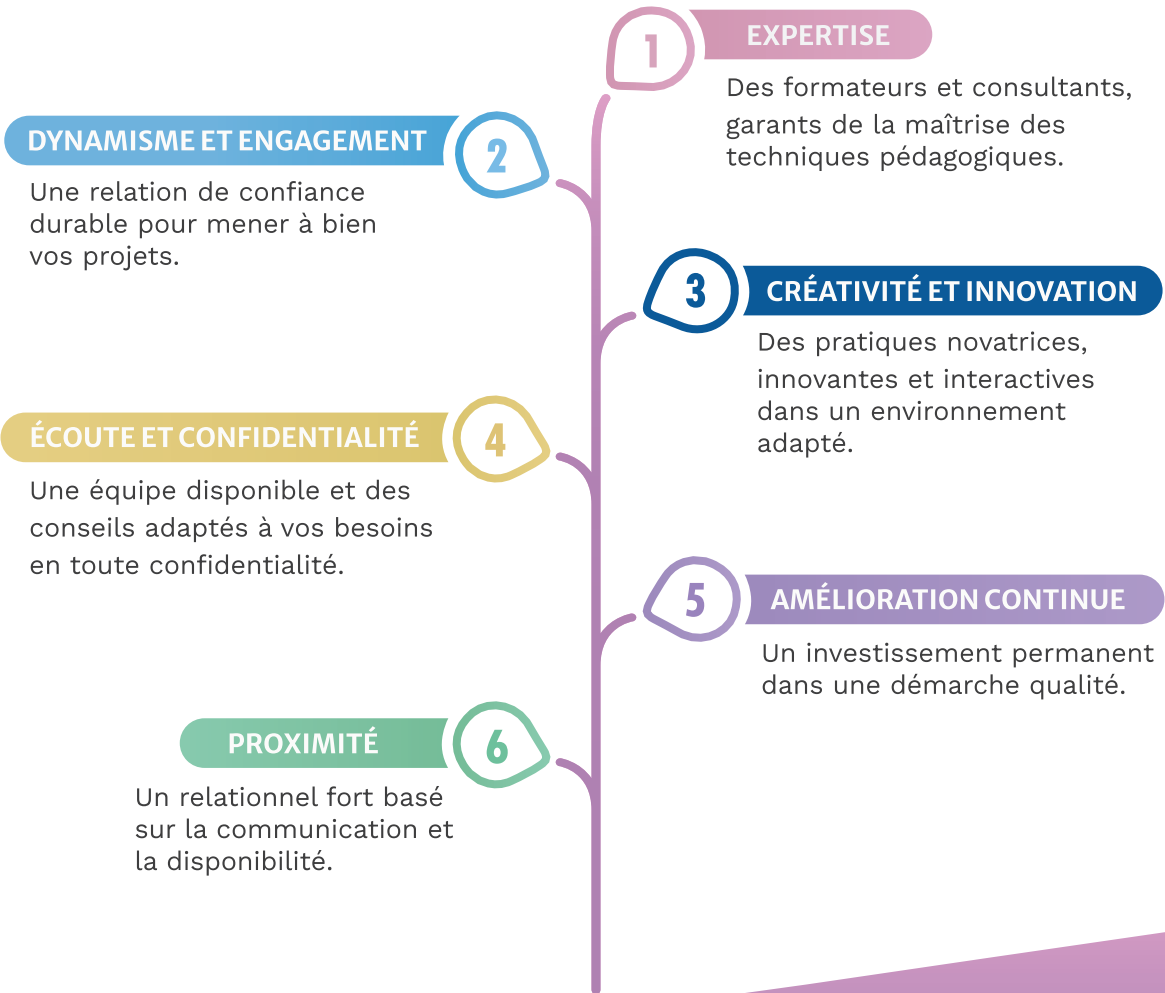 1
EXPERTISE
Des formateurs et consultants,
garants de la maîtrise des
techniques pédagogiques.
DYNAMISME ET ENGAGEMENT
2
Une relation de confiance
durable pour mener à bien
vos projets.
3
CRÉATIVITÉ ET INNOVATION
Des pratiques novatrices,
innovantes et interactives
dans un environnement
adapté.
ÉCOUTE ET CONFIDENTIALITÉ
4
Une équipe disponible et des
conseils adaptés à vos besoins
en toute confidentialité.
5
AMÉLIORATION CONTINUE
Un investissement permanent
dans une démarche qualité.
PROXIMITÉ
6
Un relationnel fort basé
sur la communication et
la disponibilité.